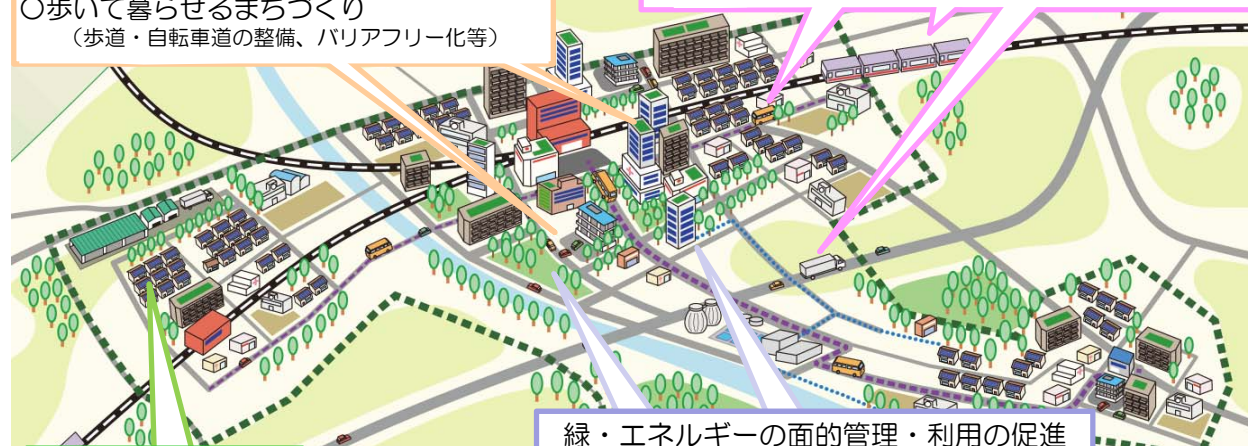 〇歩いて暮らせるまちづくり
（歩道・自転車道の整備、バリアフリー化等）
緑・エネルギーの面的管理・利用の促進